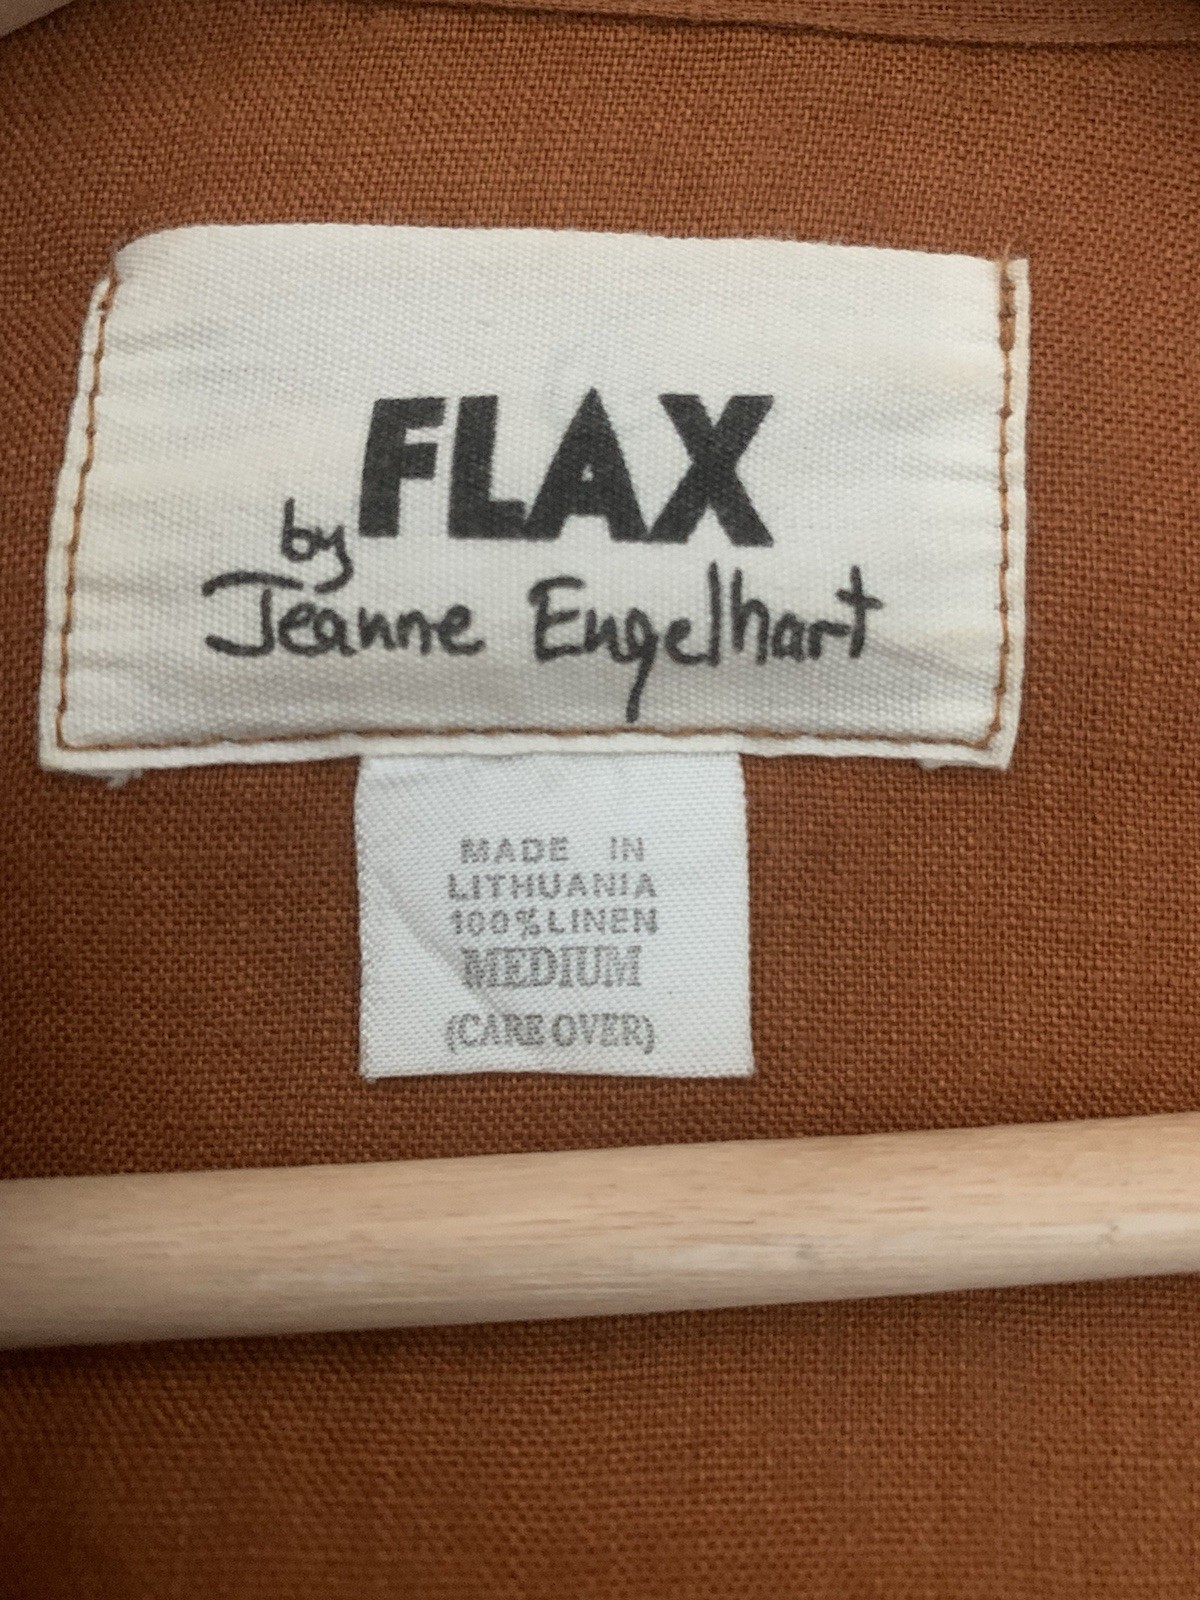 FLAX
by
Jeanne Engelhart
MADE IN
LITHUANIA
100%LINEN
MEDIUM
(CARE OVER)